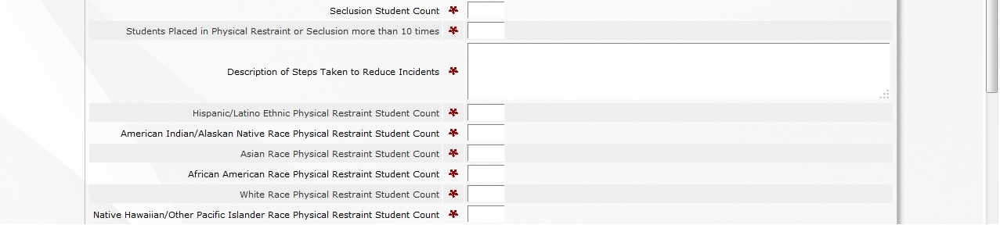 Seclusion Student Count *
Students Placed in Physical Restraint or Seclusion more than 10 times *
Description of Steps Taken to Reduce Incidents *
Hispanic/Latino Ethnic Physical Restraint Student Count *
American Indian/Alaskan Native Race Physical Restraint Student Count *
Asian Race Physical Restraint Student Count *
African American Race Physical Restraint Student Count *
White Race Physical Restraint Student Count *
Native Hawaiian/Other Pacific Islander Race Physical Restraint Student Count *